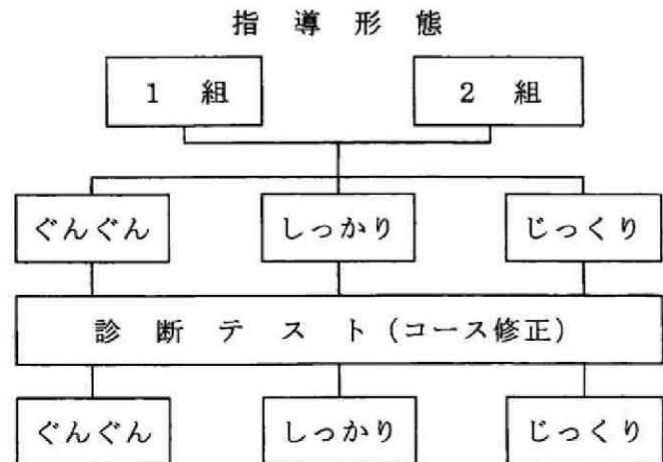 指導形態
1組 2組
ぐんぐん しっかり じっくり
診断テスト(コース修正)
ぐんぐん しっかり じっくり